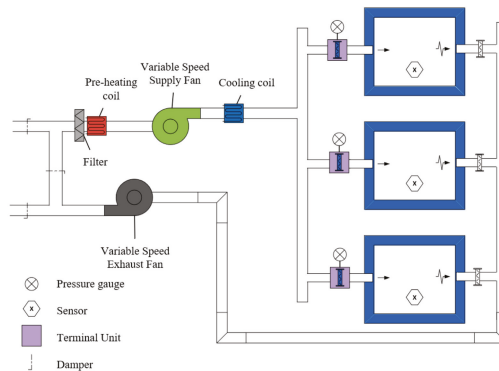 Variable Speed
Supply Fan
Pre-heating
coil
Cooling coil
Filter
Variable Speed
Exhaust Fan
Pressure gauge
Sensor
Terminal Unit
Damper
X
X
X
X